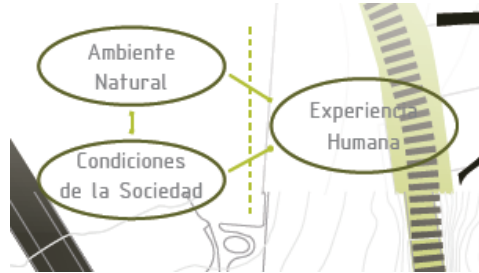 Ambiente
Natural
Condiciones
de la Sociedad
Experiencia
Humana